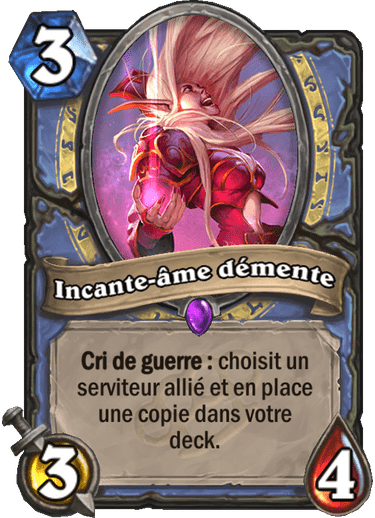 3
Incante-âme démente
Cri de guerre : choisit un
serviteur allié et en place
une copie dans votre
deck.
3
4